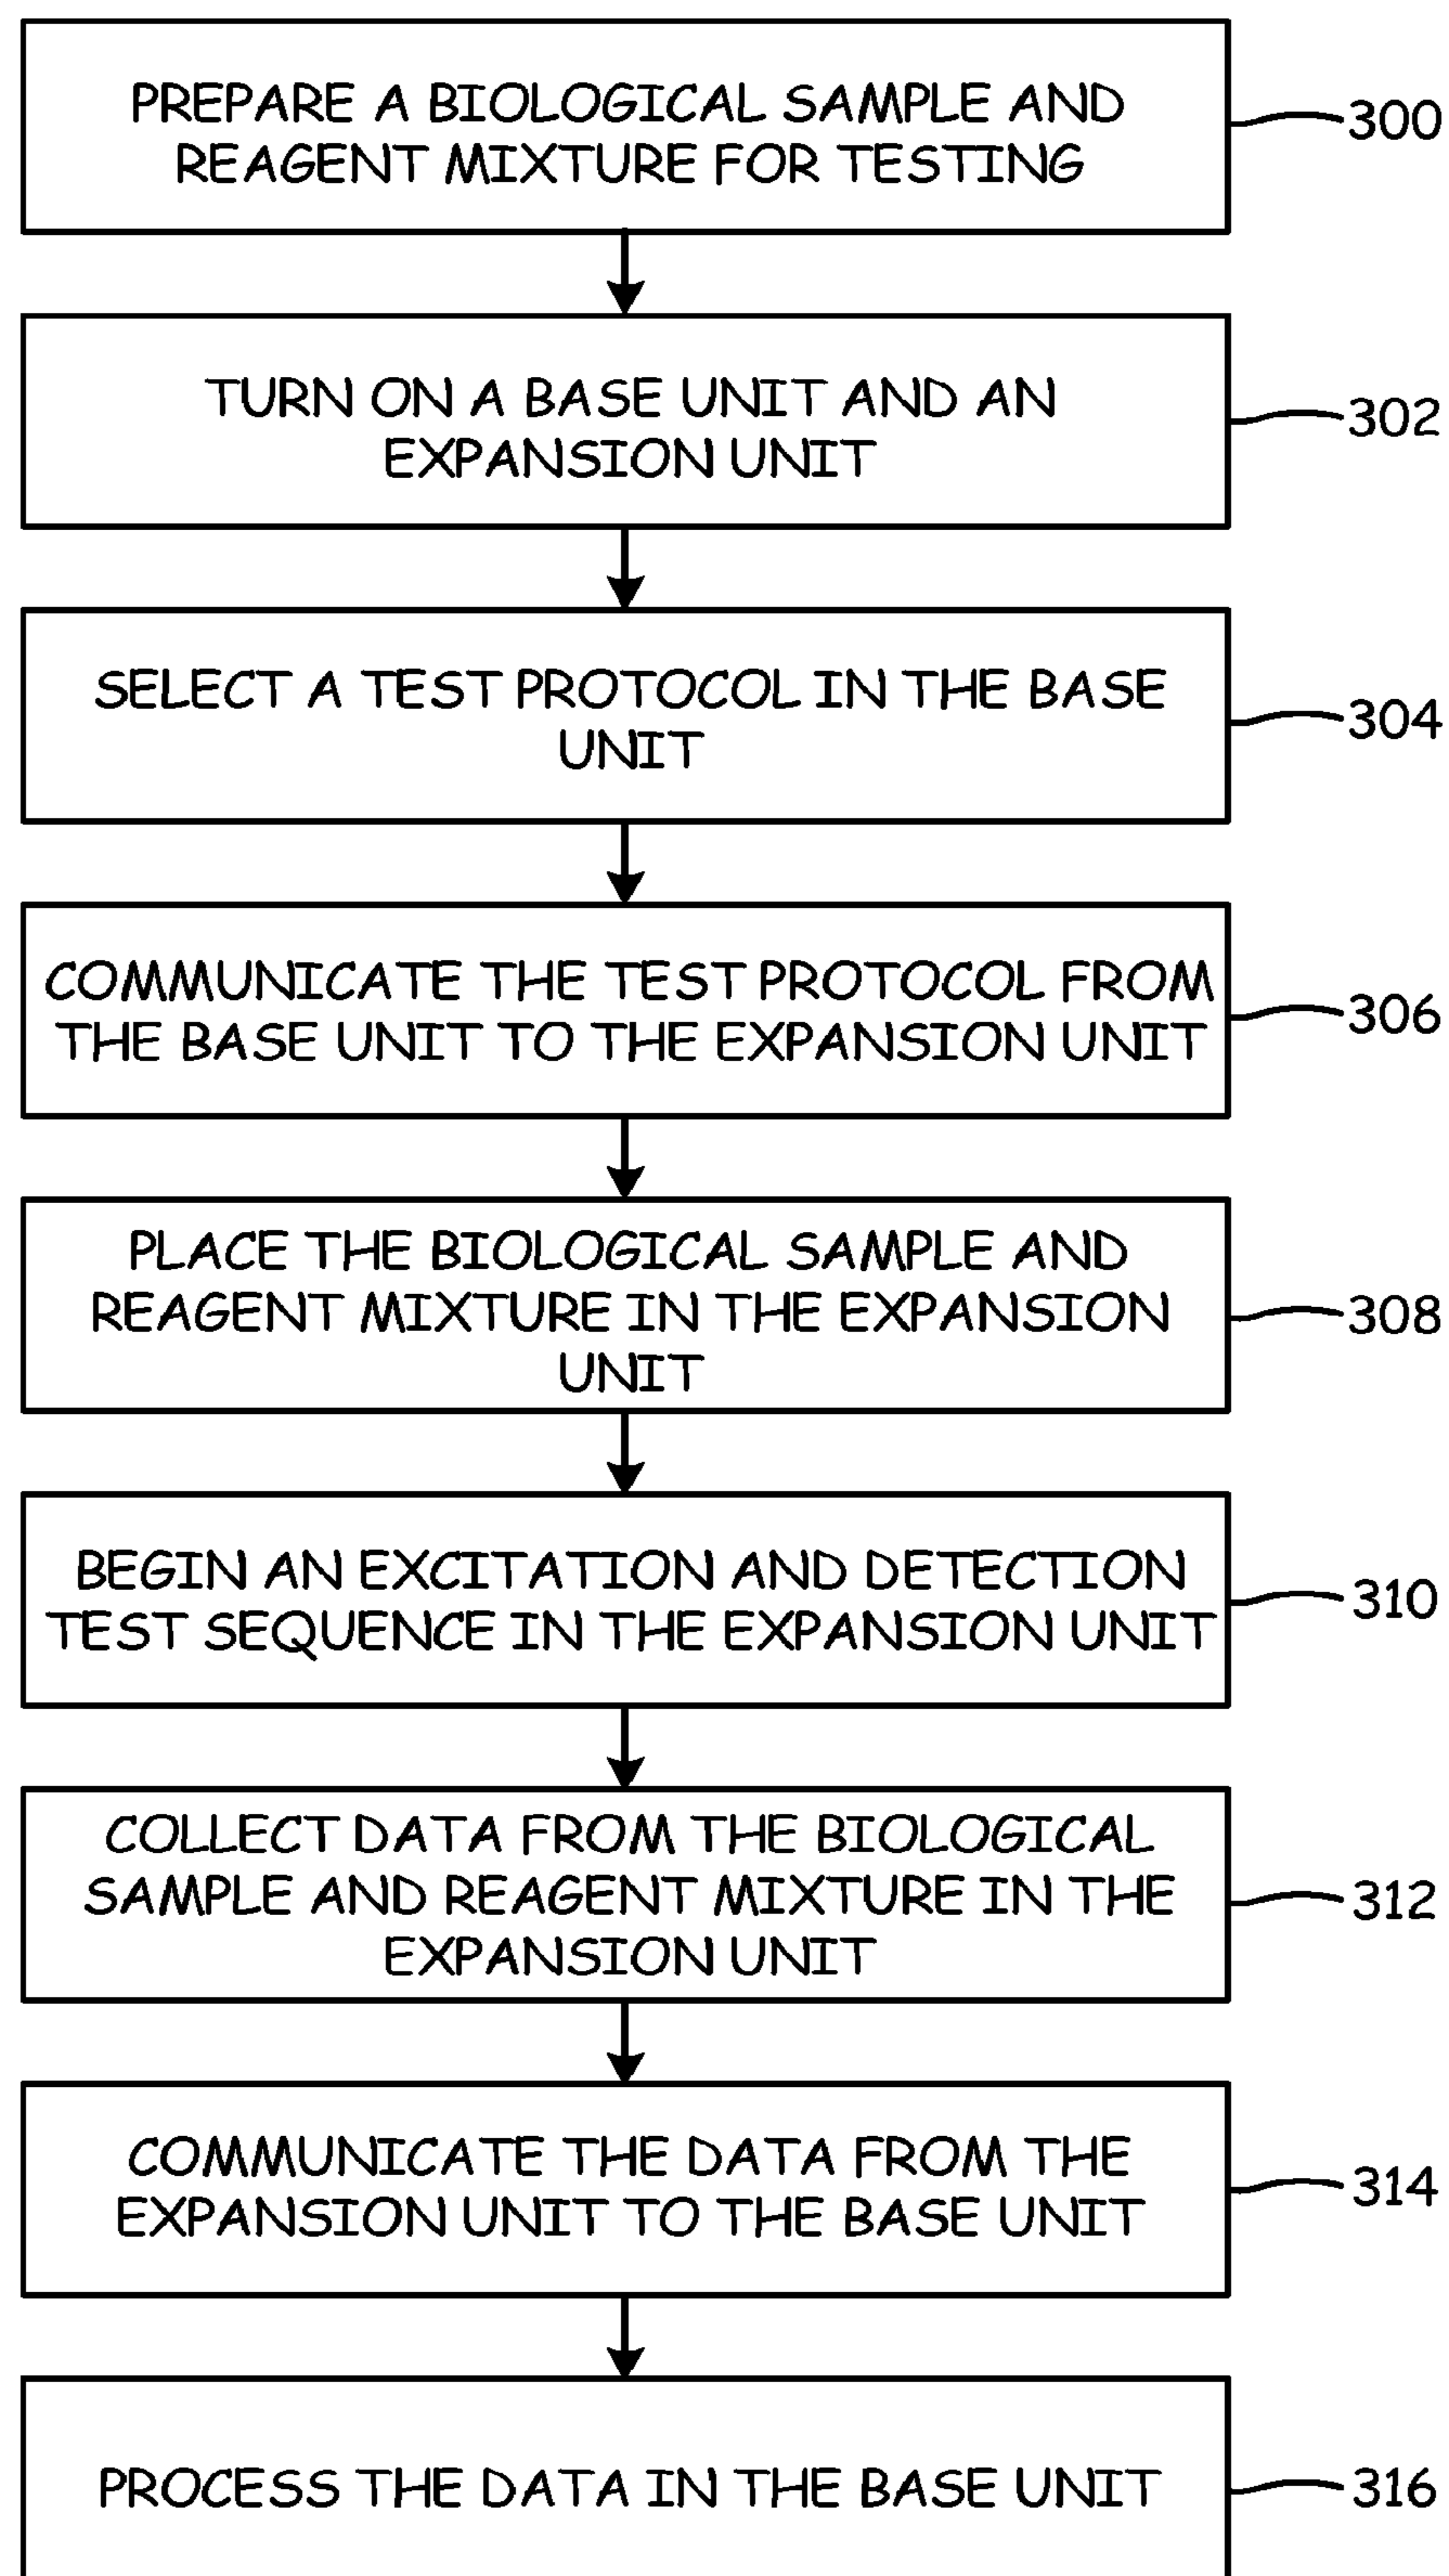 PREPARE A BIOLOGICAL SAMPLE AND
REAGENT MIXTURE FOR TESTING
300
TURN ON A BASE UNIT AND AN
EXPANSION UNIT
302
SELECT A TEST PROTOCOL IN THE BASE
UNIT
304
COMMUNICATE THE TEST PROTOCOL FROM
THE BASE UNIT TO THE EXPANSION UNIT
306
PLACE THE BIOLOGICAL SAMPLE AND
REAGENT MIXTURE IN THE EXPANSION
UNIT
308
BEGIN AN EXCITATION AND DETECTION
TEST SEQUENCE IN THE EXPANSION UNIT
310
COLLECT DATA FROM THE BIOLOGICAL
SAMPLE AND REAGENT MIXTURE IN THE
EXPANSION UNIT
312
COMMUNICATE THE DATA FROM THE
EXPANSION UNIT TO THE BASE UNIT
314
PROCESS THE DATA IN THE BASE UNIT
316